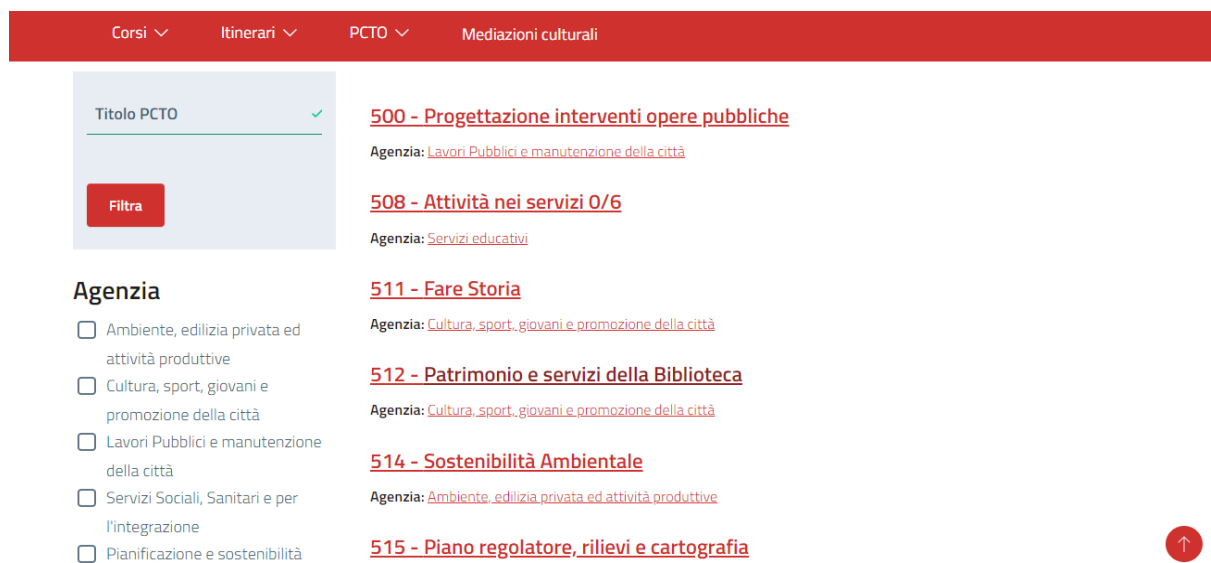 Corsi Itinerari PCTO Mediazioni culturali
Titolo PCTO
Filtra
Agenzia
Ambiente, edilizia privata ed
attività produttive
Cultura, sport, giovani e
promozione della città
Lavori Pubblici e manutenzione
della città
Servizi Sociali, Sanitari e per
l'integrazione
Pianificazione e sostenibilità
500 - Progettazione interventi opere pubbliche
Agenzia: Lavori Pubblici e manutenzione della città
508 - Attività nei servizi 0/6
Agenzia: Servizi educativi
511 - Fare Storia
Agenzia: Cultura, sport, giovani e promozione della città
512 - Patrimonio e servizi della Biblioteca
Agenzia: Cultura, sport, giovani e promozione della città
514 - Sostenibilità Ambientale
Agenzia: Ambiente, edilizia privata ed attività produttive
515 - Piano regolatore, rilievi e cartografia